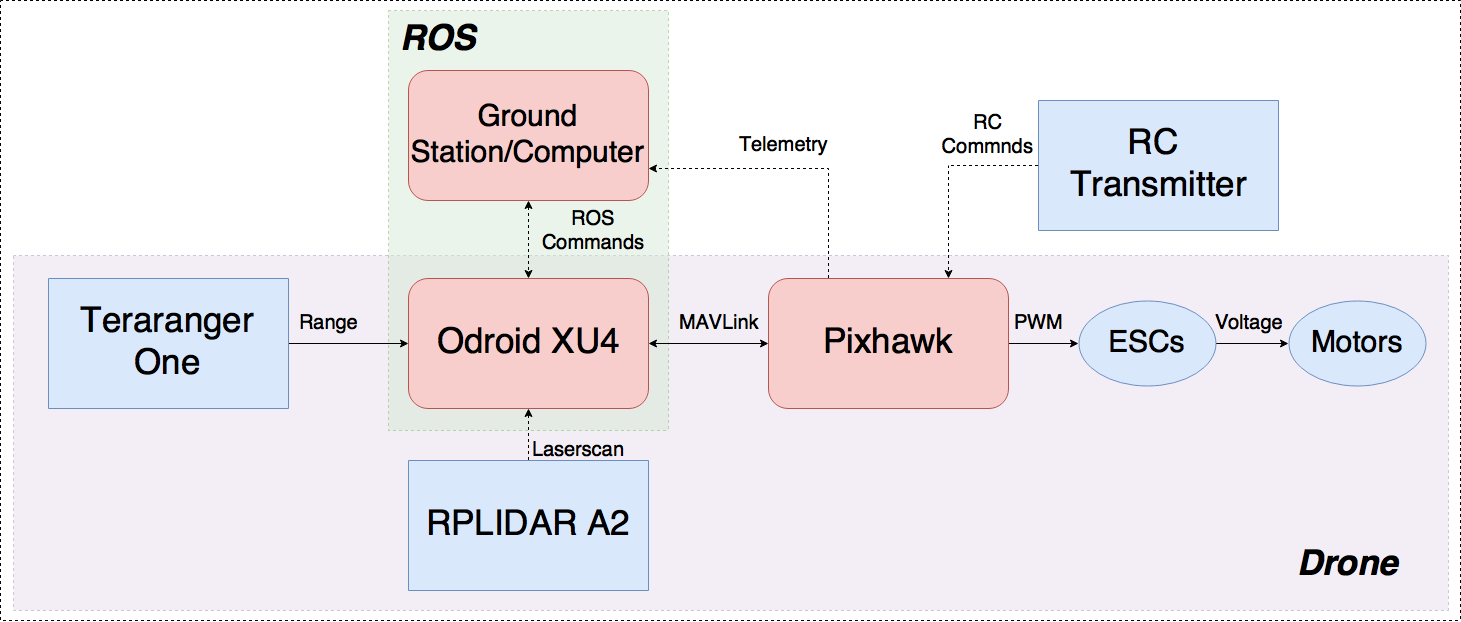 ROS
Ground
Station/Computer
Telemetry
RC
Commnds
RC
Transmitter
ROS
Commands
Teraranger
One
Range
Odroid XU4
MAVLink
Pixhawk
PWM
ESCs
Voltage
Motors
Laserscan
RPLIDAR A2
Drone